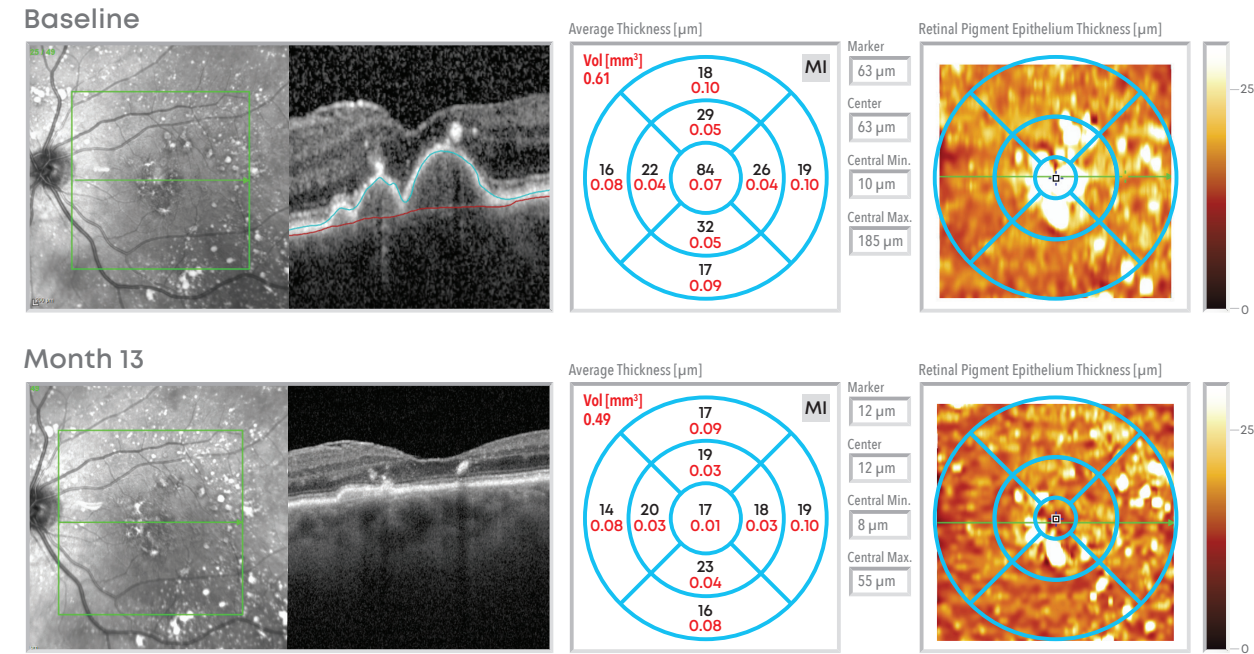 Baseline
Average Thickness [µm]
Vol [mm³]
0.61
MI
18
0.10
29
0.05
16
0.08
22
0.04
84
0.07
26
0.04
19
0.10
32
0.05
17
0.09
Marker
63 µm
Center
63 µm
Central Min.
10 µm
Central Max.
185 µm
Retinal Pigment Epithelium Thickness [µm]
25
0
Month 13
Average Thickness [µm]
Vol [mm³]
0.49
MI
17
0.09
19
0.03
14
0.08
20
0.03
17
0.01
18
0.03
19
0.10
23
0.04
16
0.08
Marker
12 µm
Center
12 µm
Central Min.
8 µm
Central Max.
55 µm
Retinal Pigment Epithelium Thickness [µm]
25
0